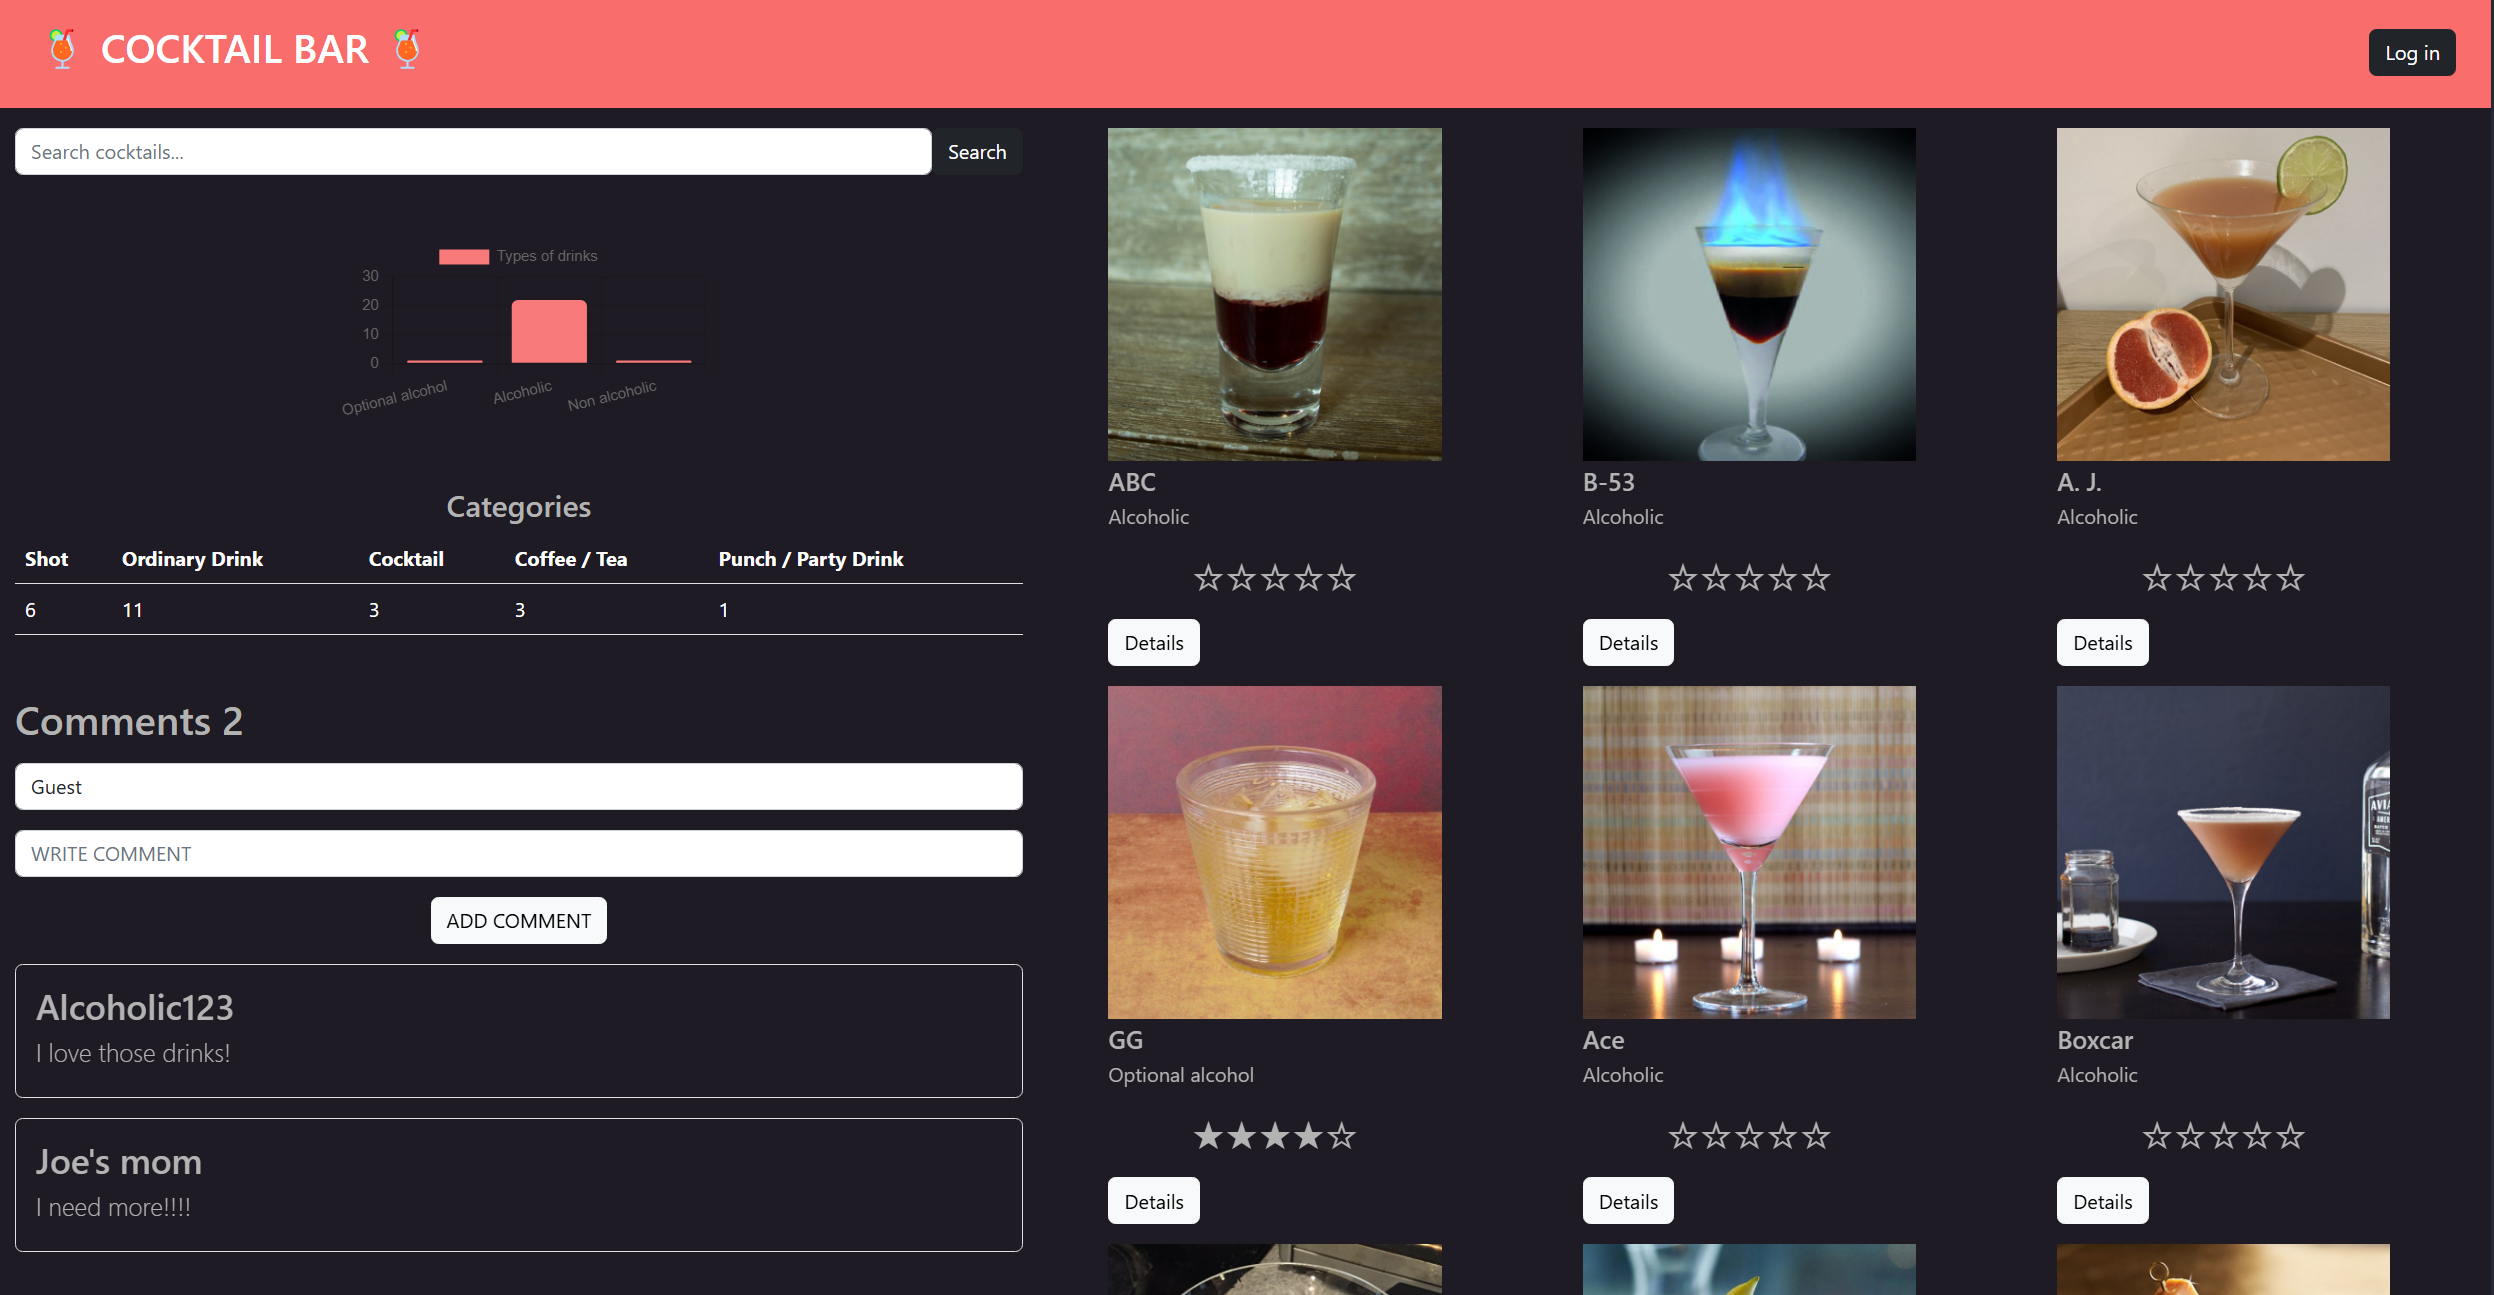 COCKTAIL BAR
Log in
Search cocktails...
Search
Types of drinks
30
20
10
0
Optional alcohol
Alcoholic
Non alcoholic
Categories
Shot Ordinary Drink Cocktail Coffee / Tea Punch / Party Drink
6 11 3 3 1
Comments 2
Guest
WRITE COMMENT
ADD COMMENT
Alcoholic123
I love those drinks!
Joe's mom
I need more!!!!
ABC
Alcoholic
☆☆☆☆☆
Details
B-53
Alcoholic
☆☆☆☆☆
Details
A. J.
Alcoholic
☆☆☆☆☆
Details
GG
Optional alcohol
★★★★☆
Details
Ace
Alcoholic
☆☆☆☆☆
Details
Boxcar
Alcoholic
☆☆☆☆☆
Details